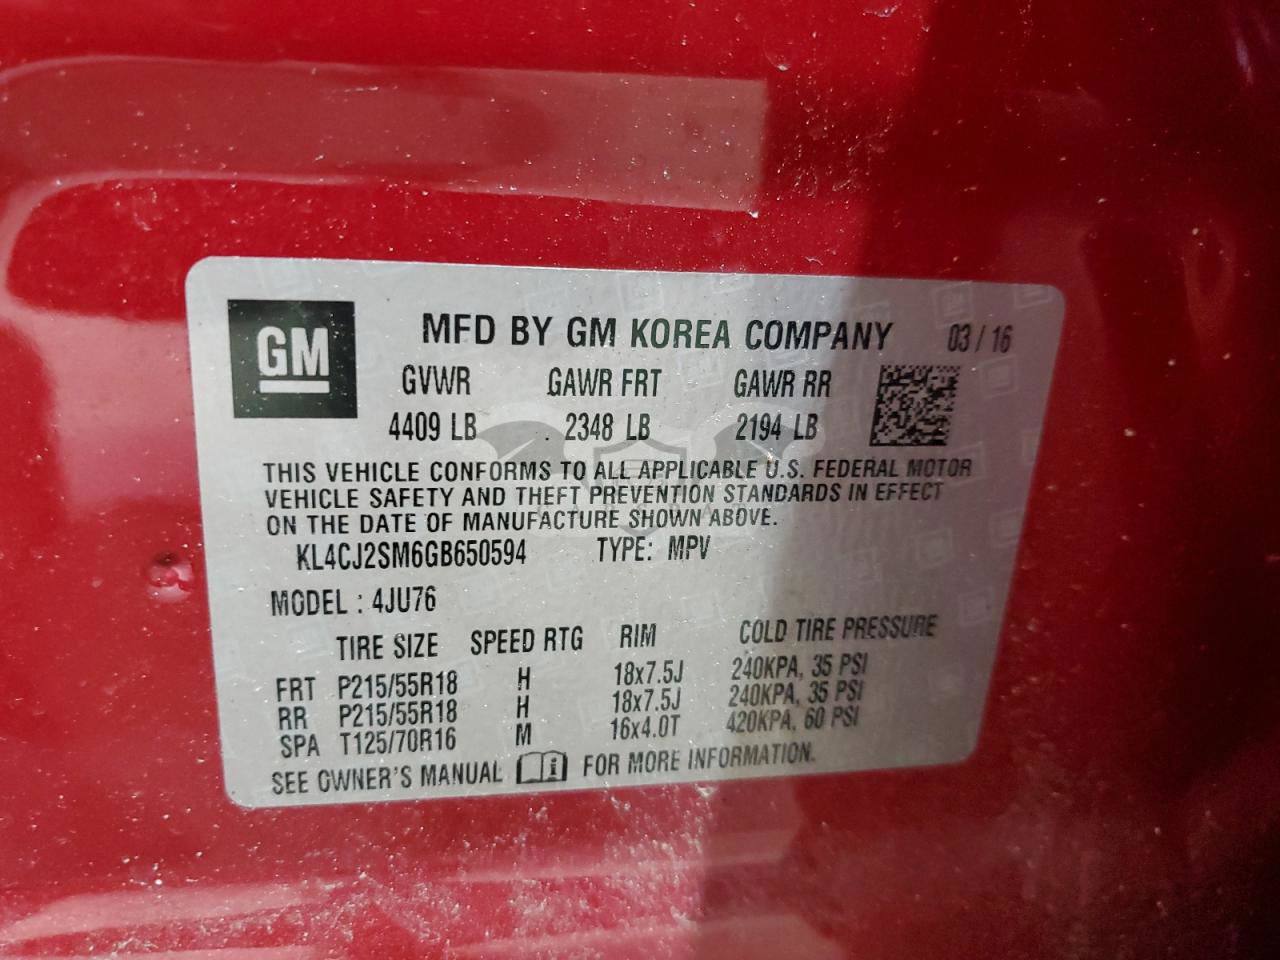 GM
MFD BY GM KOREA COMPANY 03 / 16
GVWR GAWR FRT GAWR RR
4409 LB . 2348 LB 2194 LB
THIS VEHICLE CONFORMS TO ALL APPLICABLE U.S. FEDERAL MOTOR
VEHICLE SAFETY AND THEFT PREVENTION STANDARDS IN EFFECT
ON THE DATE OF MANUFACTURE SHOWN ABOVE.
KL4CJ2SM6GB650594 TYPE: MPV
MODEL : 4JU76
TIRE SIZE SPEED RTG RIM COLD TIRE PRESSURE
FRT P215/55R18 H 18x7.5J 240KPA, 35 PSI
RR P215/55R18 H 18x7.5J 240KPA, 35 PSI
SPA T125/70R16 M 16x4.0T 420KPA, 60 PSI
SEE OWNER'S MANUAL i FOR MORE INFORMATION.